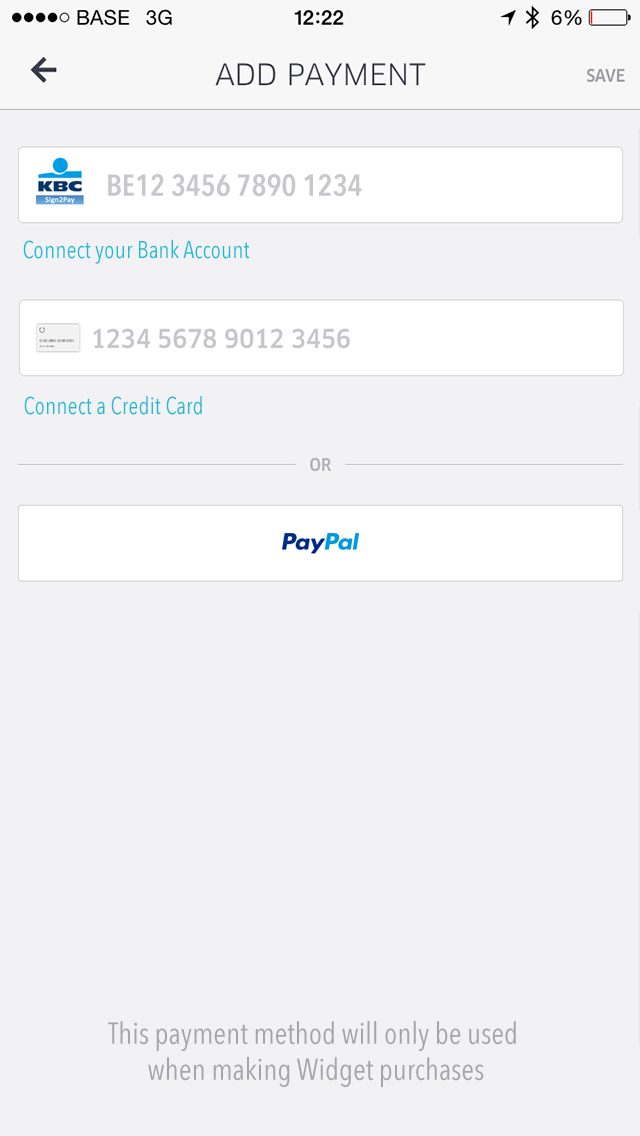 BASE 3G 12:22 6%
ADD PAYMENT SAVE
KBC BE12 3456 7890 1234
Sign2Pay
Connect your Bank Account
1234 5678 9012 3456
Connect a Credit Card
OR
PayPal
This payment method will only be used
when making Widget purchases